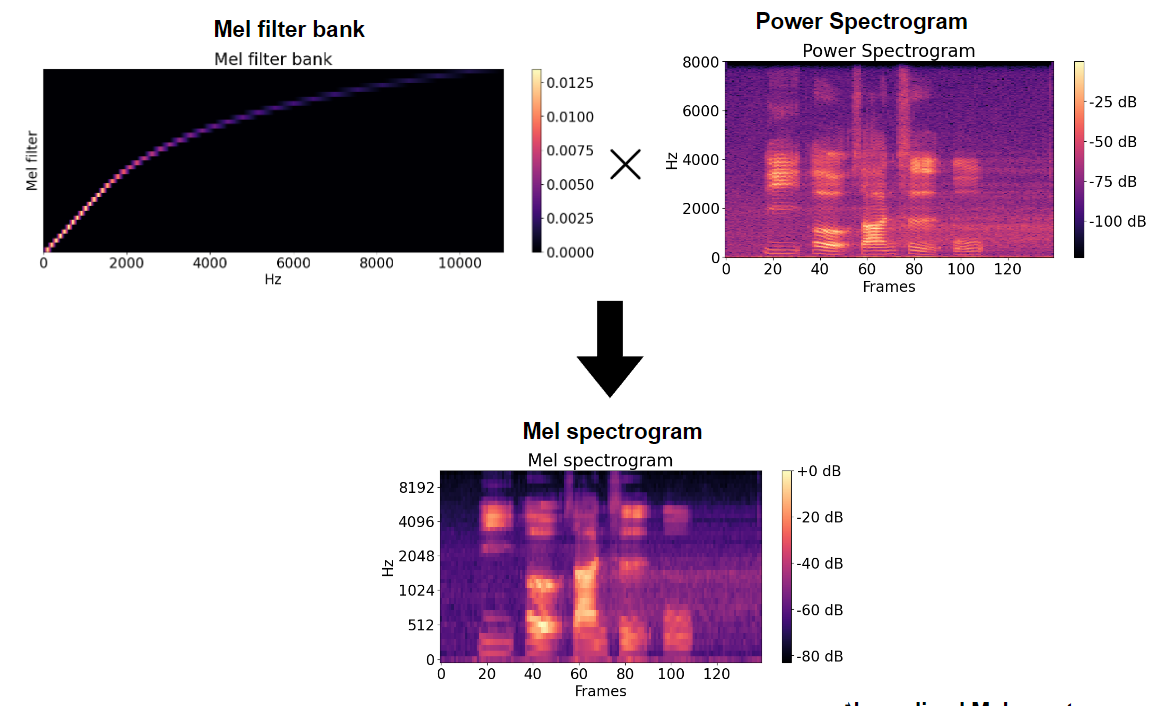 Mel filter bank
Mel filter bank
Mel filter
0.0125
0.0100
0.0075
0.0050
0.0025
0.0000
0 2000 4000 6000 8000 10000
Hz
Power Spectrogram
Power Spectrogram
Hz
8000
6000
4000
2000
0
-25 dB
-50 dB
-75 dB
-100 dB
0 20 40 60 80 100 120
Frames
Mel spectrogram
Mel spectrogram
Hz
8192
4096
2048
1024
512
0
+0 dB
-20 dB
-40 dB
-60 dB
-80 dB
0 20 40 60 80 100 120
Frames